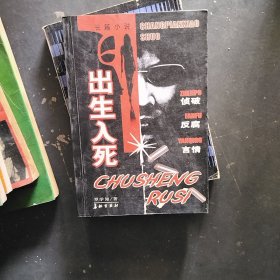 长篇小说
CHANGPIANXIAO
SHUO
出生入死
ZHENPO
侦破
FANFU
反腐
YANQING
言情
CHUSHENG
RUSI